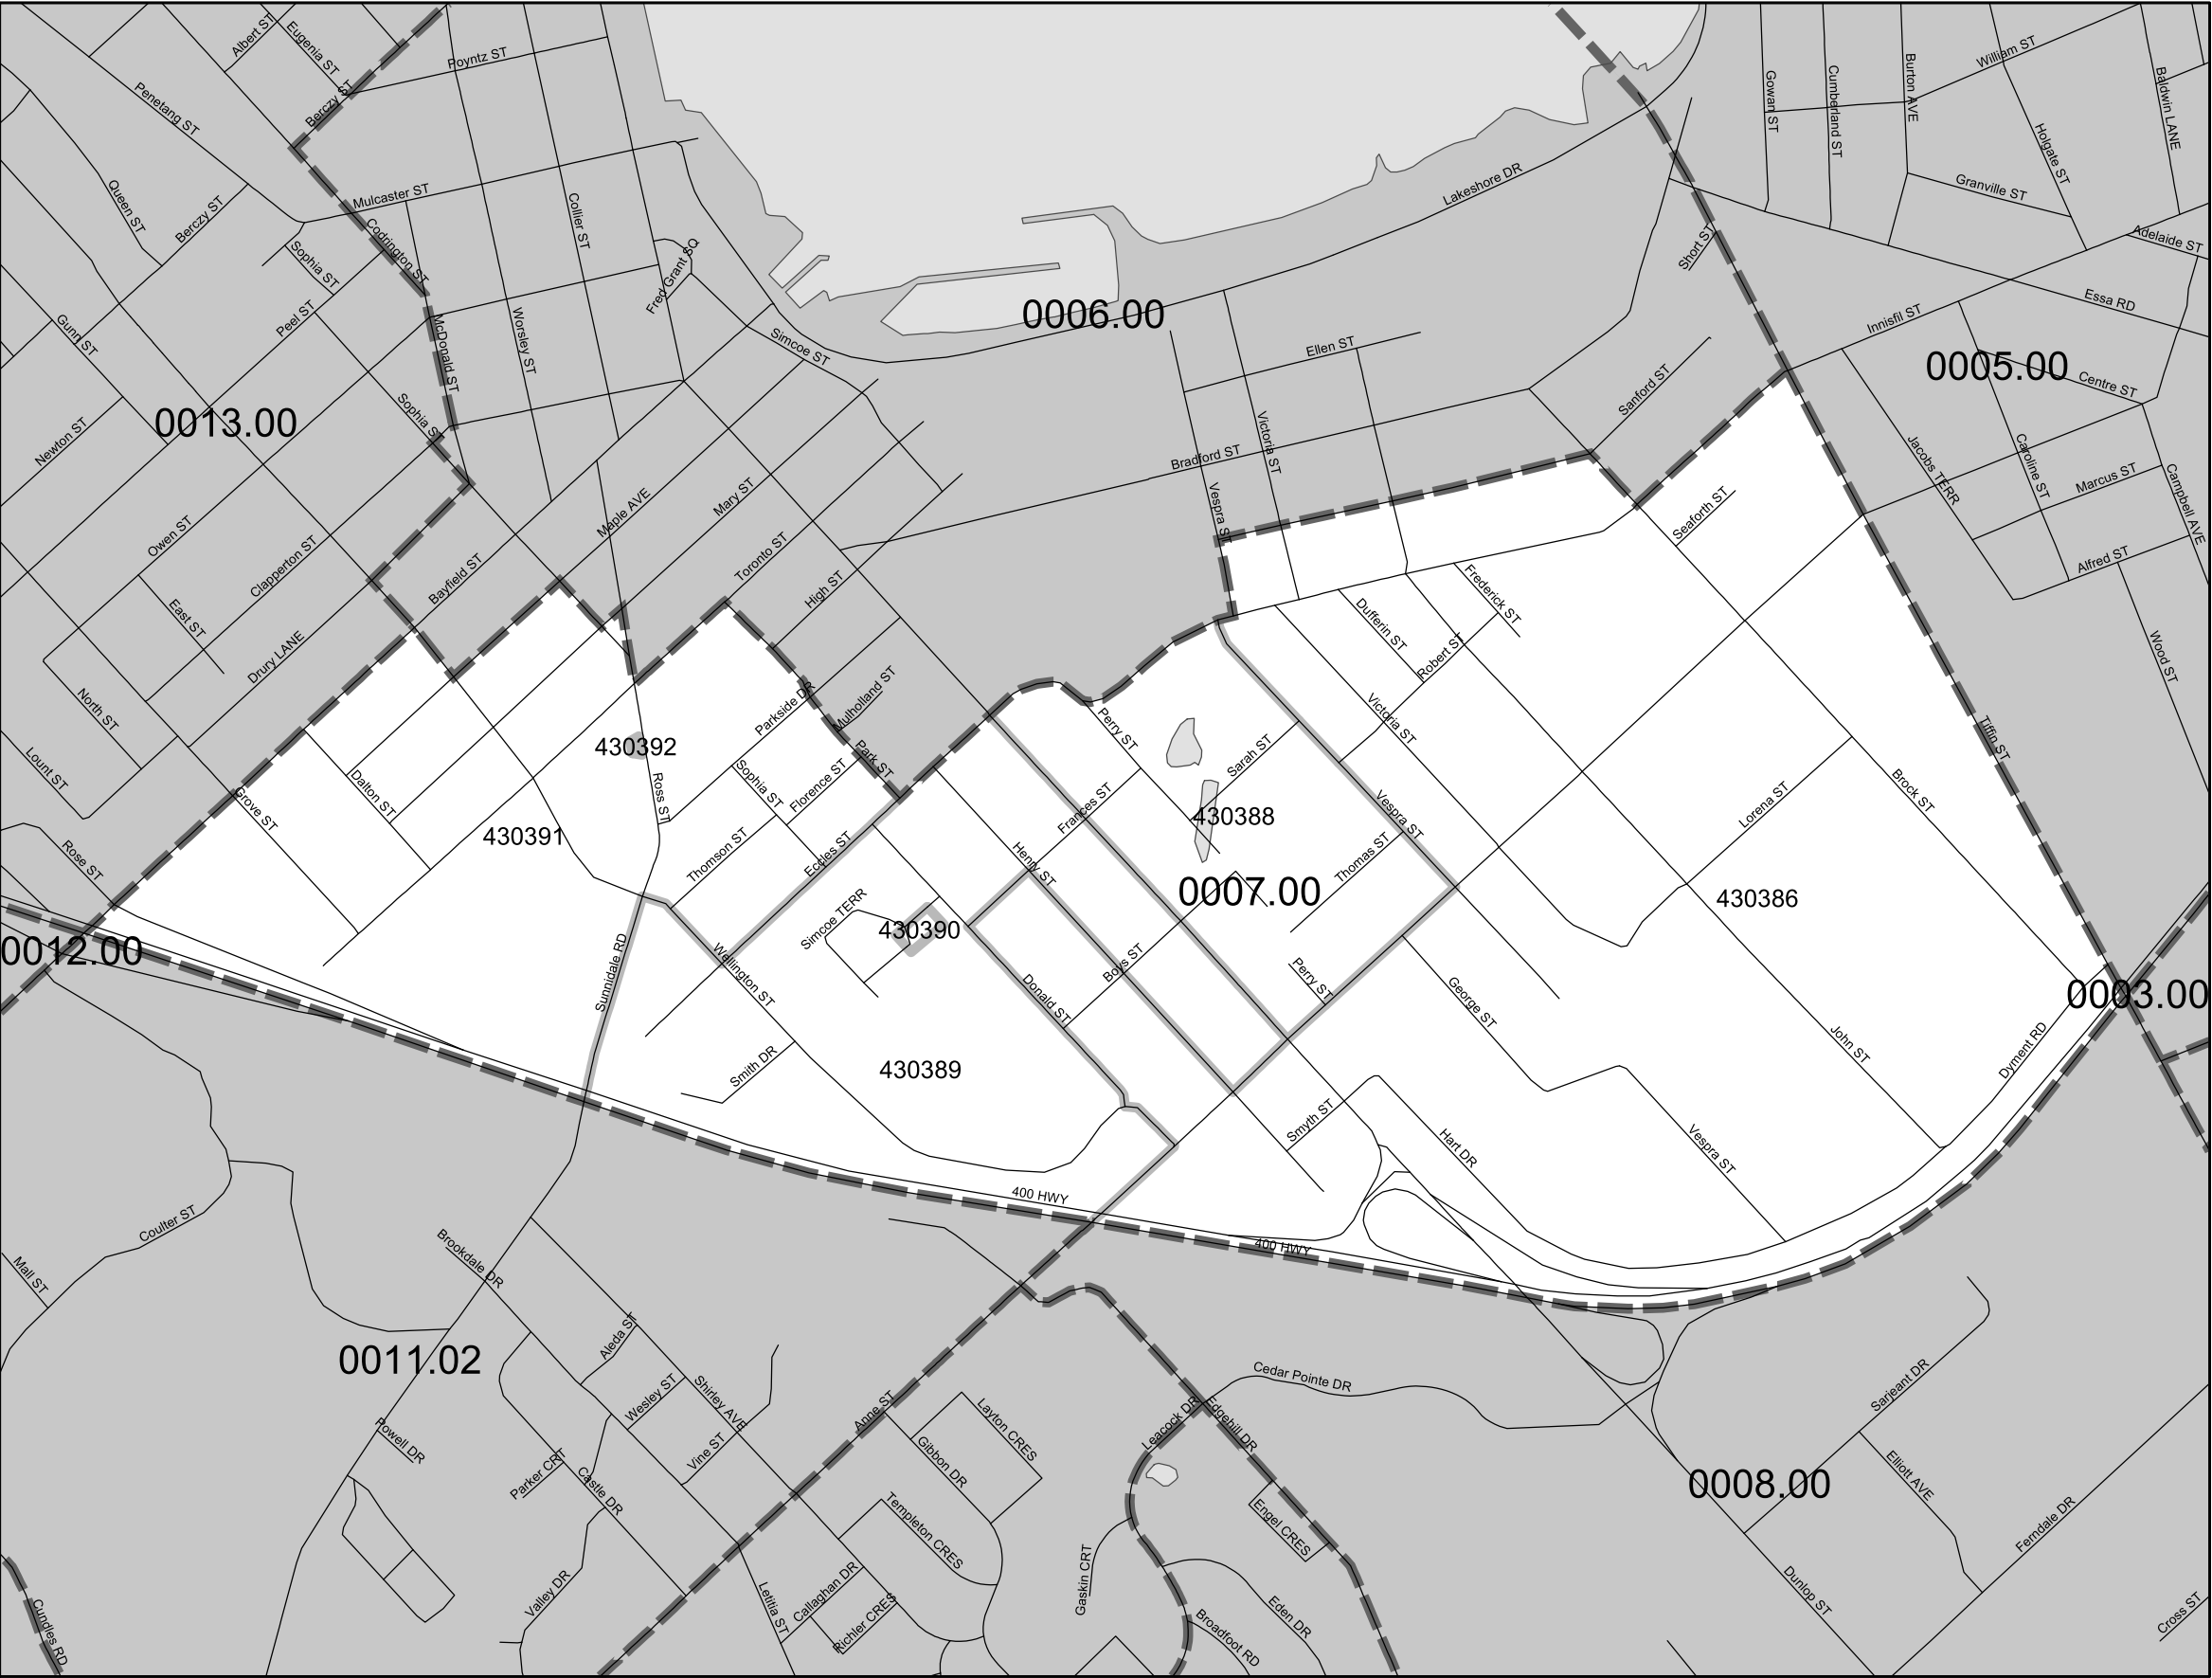 Albert ST
Eugenia ST
Poyntz ST
Berczy ST
Penetang ST
Queen ST
Berczy ST
Mulcaster ST
Codrington ST
Sophia ST
Peel ST
Gunn ST
McDonald ST
Worsley ST
Collier ST
Fred Grant SQ
Simcoe ST
Lakeshore DR
0006.00
Gowan ST
Cumberland ST
Burton AVE
William ST
Baldwin LANE
Holgate ST
Granville ST
Adelaide ST
Short ST
Essa RD
Innisfil ST
0005.00
Centre ST
Ellen ST
Sanford ST
Victoria ST
Bradford ST
Vespra ST
0013.00
Sophia ST
Newton ST
Owen ST
Clapperton ST
East ST
Drury LANE
Bayfield ST
Maple AVE
Mary ST
Toronto ST
High ST
Jacobs TERR
Caroline ST
Marcus ST
Campbell AVE
Alfred ST
Wood ST
Seaforth ST
Frederick ST
Dufferin ST
Robert ST
Victoria ST
Tiffin ST
North ST
Lount ST
Rose ST
Grove ST
Dalton ST
430391
430392
Ross ST
Parkside DR
Mulholland ST
Park ST
Sophia ST
Florence ST
Thomson ST
Eccles ST
Simcoe TERR
430390
Perry ST
Sarah ST
430388
Frances ST
Henry ST
Vespra ST
Thomas ST
0007.00
Lorena ST
Brock ST
430386
0012.00
Sunnidale RD
Wellington ST
Donald ST
Boys ST
Perry ST
George ST
0003.00
John ST
Dyment RD
Smith DR
430389
Smyth ST
Hart DR
Vespra ST
400 HWY
400 HWY
Coulter ST
Mall ST
Brookdale DR
0011.02
Aleda ST
Wesley ST
Shirley AVE
Vine ST
Powell DR
Parker CRT
Castle DR
Valley DR
Cundles RD
Anne ST
Layton CRES
Gibbon DR
Templeton CRES
Letitia ST
Callaghan DR
Richler CRES
Cedar Pointe DR
Leacock DR
Edgehill DR
Engel CRES
Gaskin CRT
Eden DR
Broadfoot RD
0008.00
Sarjeant DR
Elliott AVE
Ferndale DR
Dunlop ST
Cross ST